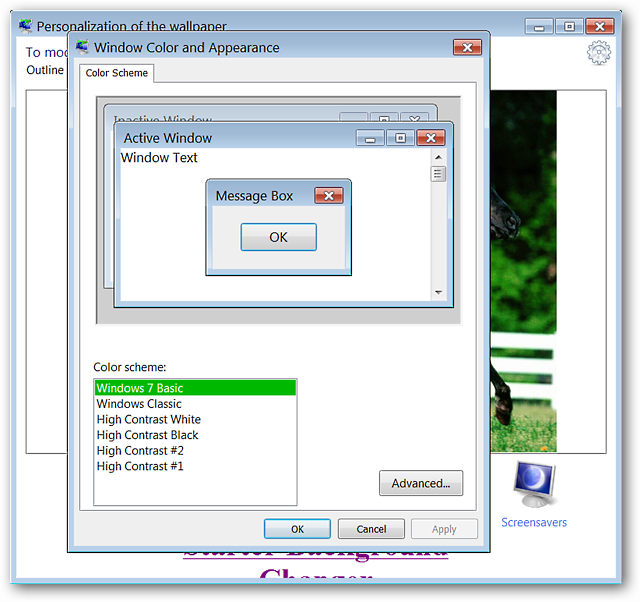 Personalization of the wallpaper
To mo
Outline
Window Color and Appearance
Color Scheme
Inactive Window
Active Window
Window Text
Message Box
OK
Color scheme:
Windows 7 Basic
Windows Classic
High Contrast White
High Contrast Black
High Contrast #2
High Contrast #1
Advanced...
Screensavers
OK
Cancel
Apply
Starter Background
Changer